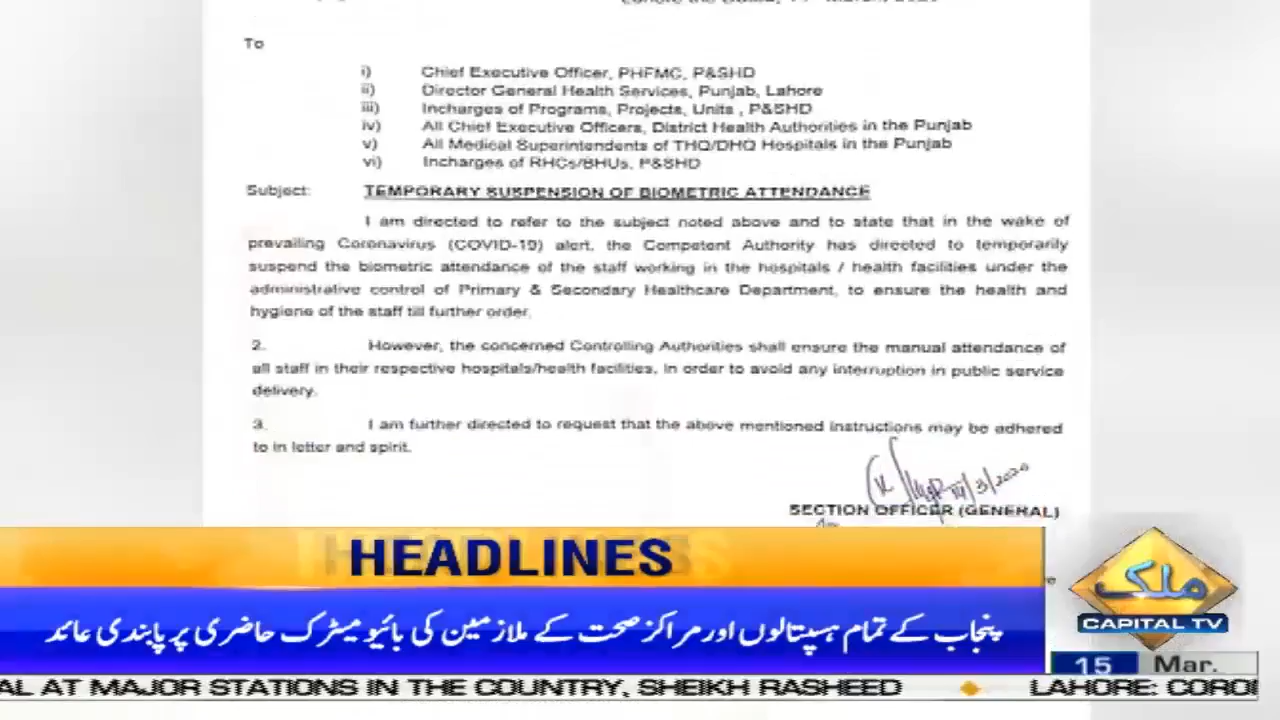 To
i) Chief Executive Officer, PHFMC, P&SHD
ii) Director General Health Services, Punjab, Lahore
iii) Incharges of Programs, Projects, Units , P&SHD
iv) All Chief Executive Officers, District Health Authorities in the Punjab
v) All Medical Superintendents of THQ/DHQ Hospitals in the Punjab
vi) Incharges of RHCs/BHUs, P&SHD
Subject: TEMPORARY SUSPENSION OF BIOMETRIC ATTENDANCE
I am directed to refer to the subject noted above and to state that in the wake of
prevailing Coronavirus (COVID-19) alert, the Competent Authority has directed to temporarily
suspend the biometric attendance of the staff working in the hospitals / health facilities under the
administrative control of Primary & Secondary Healthcare Department, to ensure the health and
hygiene of the staff till further order.
2. However, the concerned Controlling Authorities shall ensure the manual attendance of
all staff in their respective hospitals/health facilities, in order to avoid any interruption in public service
delivery.
3. I am further directed to request that the above mentioned instructions may be adhered
to in letter and spirit.
/3/2020
SECTION OFFICER (GENERAL)
HEADLINES
پنجاب کے تمام ہسپتالوں اور مراکز صحت کے ملازمین کی بائیو میٹرک حاضری پر پابندی عائد
ملک
CAPITAL TV
15 Mar.
AL AT MAJOR STATIONS IN THE COUNTRY, SHEIKH RASHEED LAHORE: